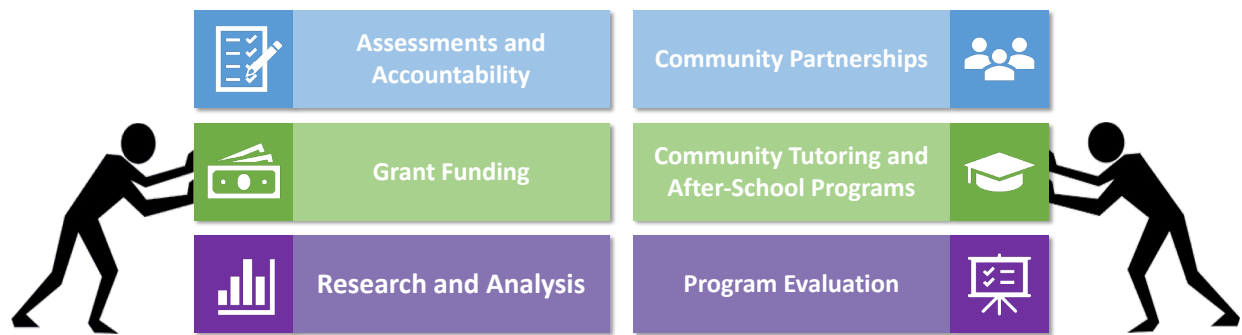 Assessments and
Accountability
Community Partnerships
Grant Funding
Community Tutoring and
After-School Programs
Research and Analysis
Program Evaluation